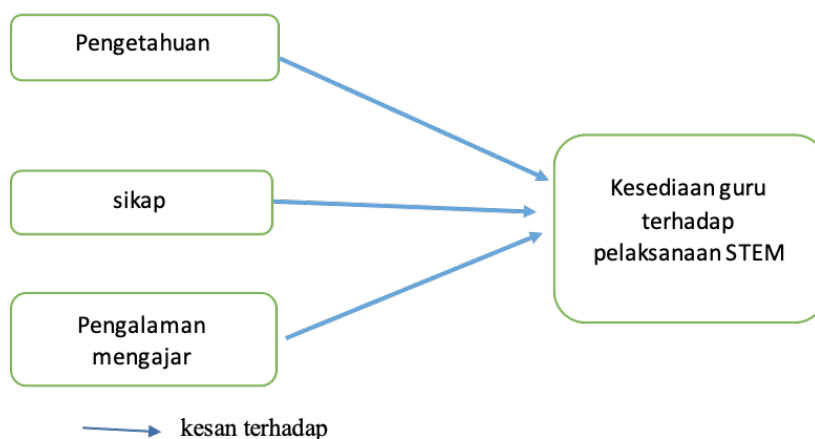 Pengetahuan
sikap
Pengalaman
mengajar
Kesediaan guru
terhadap
pelaksanaan STEM
kesan terhadap